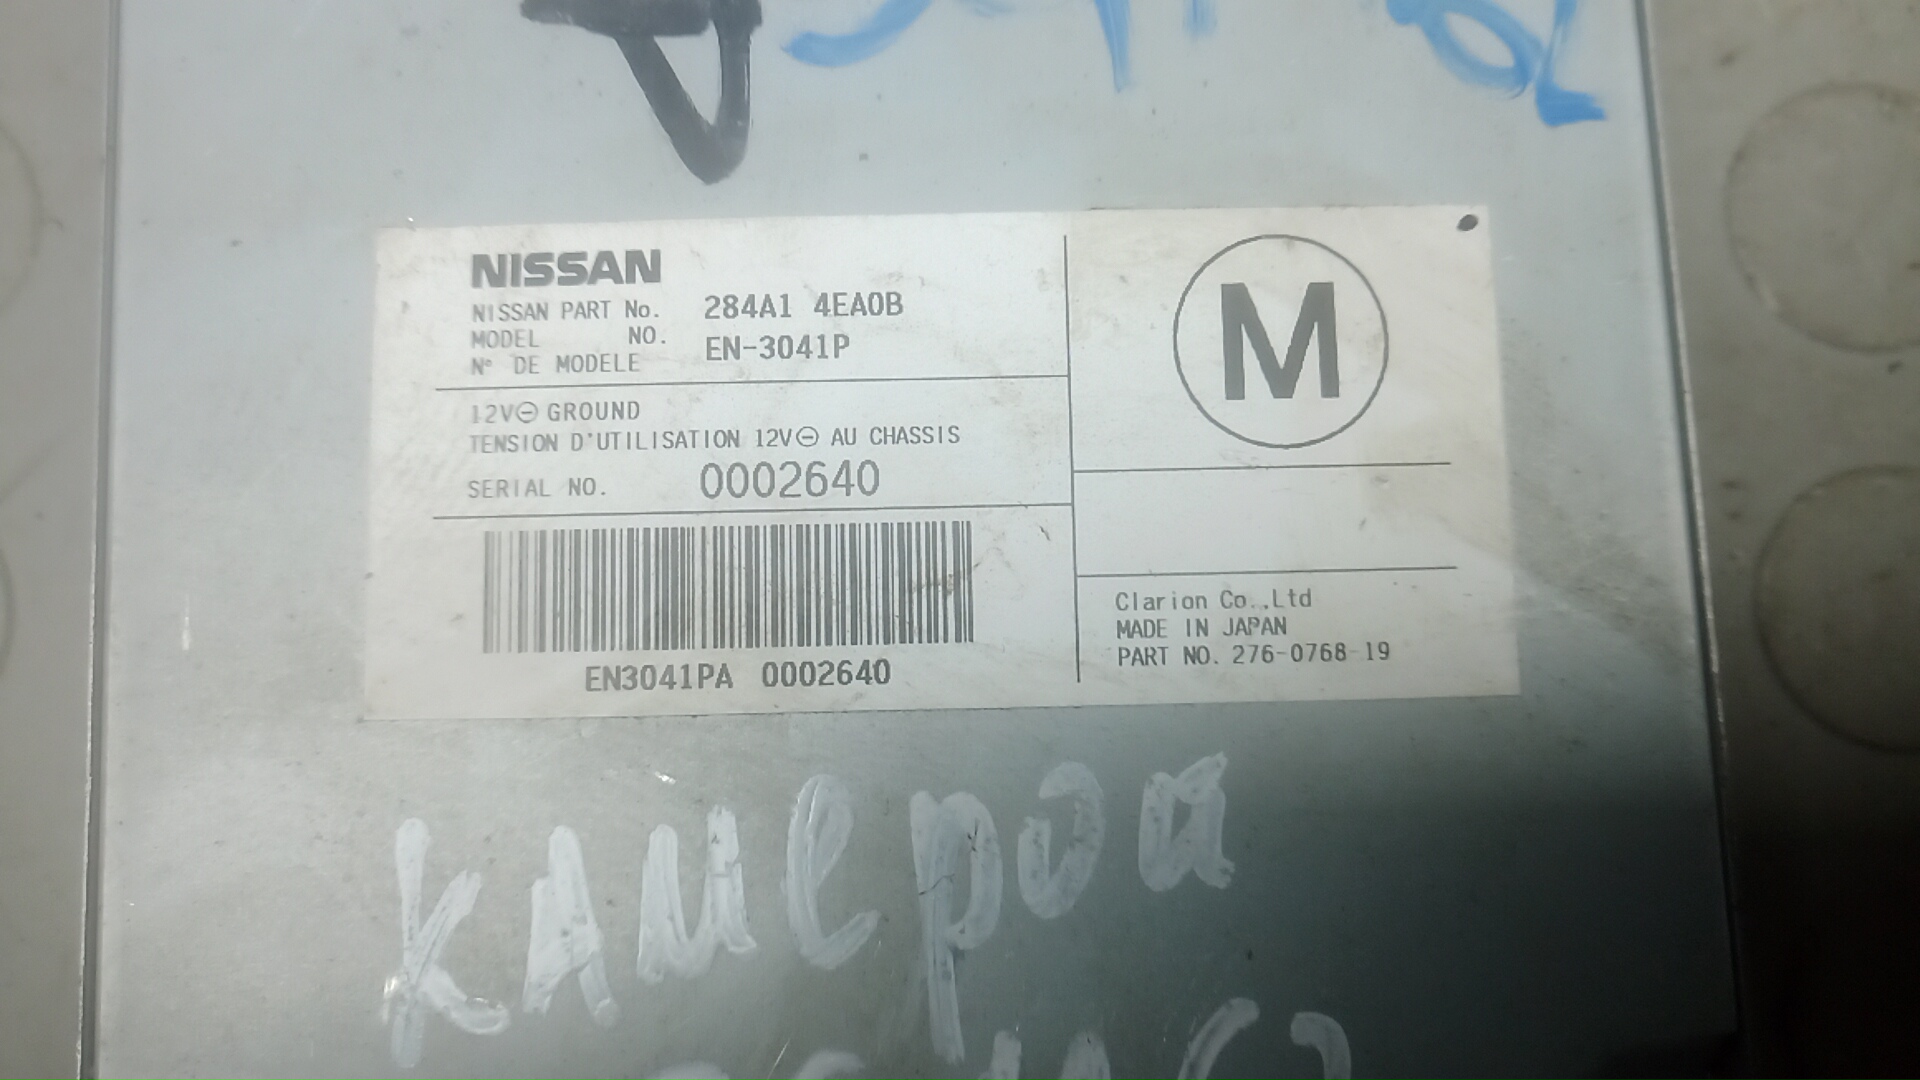 NISSAN
NISSAN PART No. 284A1 4EA0B
MODEL NO. EN-3041P
N° DE MODELE
12V⊖ GROUND
TENSION D'UTILISATION 12V⊖ AU CHASSIS
SERIAL NO. 0002640
EN3041PA 0002640
M
Clarion Co.,Ltd
MADE IN JAPAN
PART NO. 276-0768-19